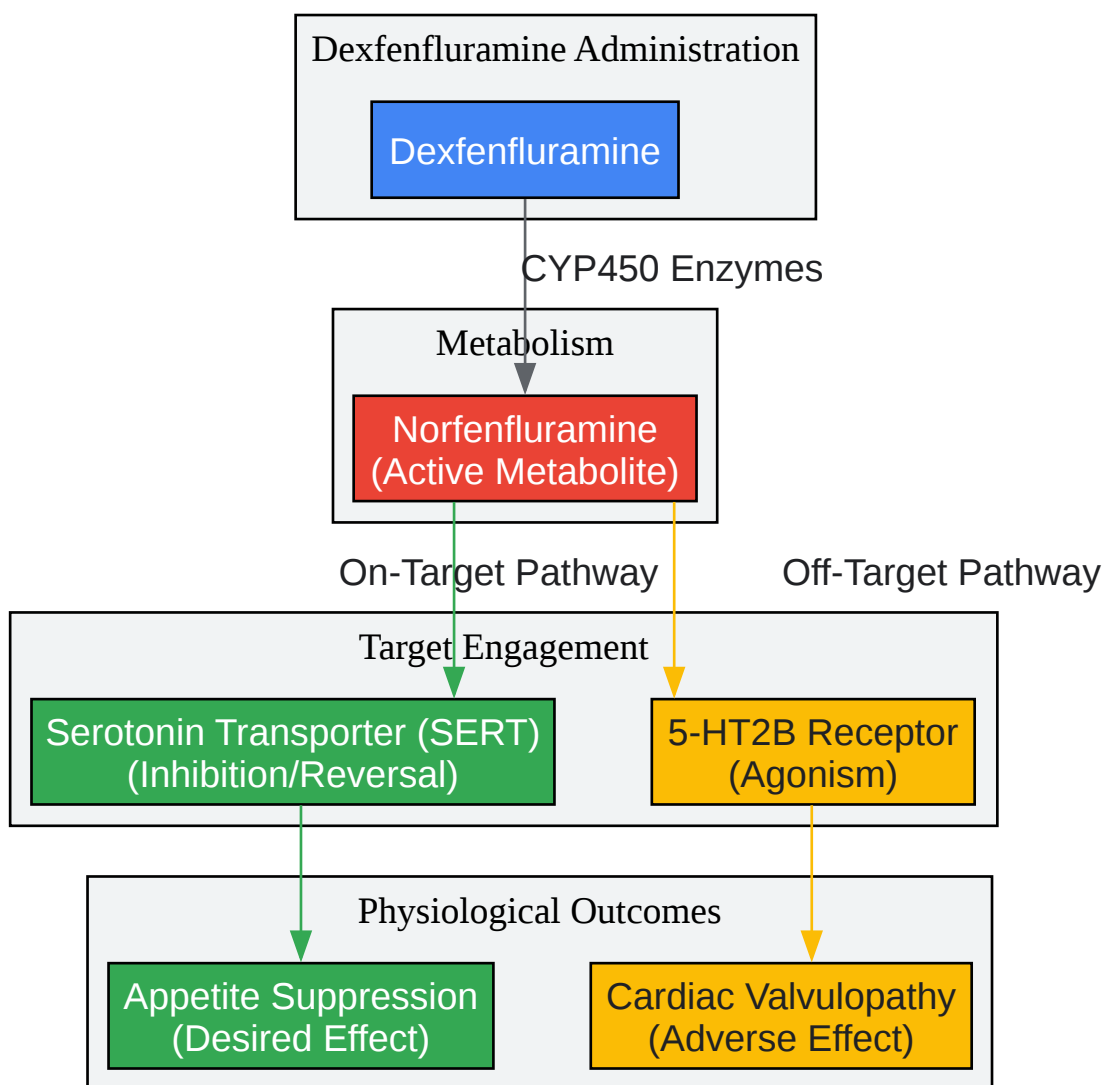 Dexfenfluramine Administration
Dexfenfluramine
CYP450 Enzymes
Metabolism
Norfenfluramine
(Active Metabolite)
On-Target Pathway
Off-Target Pathway
Target Engagement
Serotonin Transporter (SERT)
(Inhibition/Reversal)
5-HT2B Receptor
(Agonism)
Physiological Outcomes
Appetite Suppression
(Desired Effect)
Cardiac Valvulopathy
(Adverse Effect)